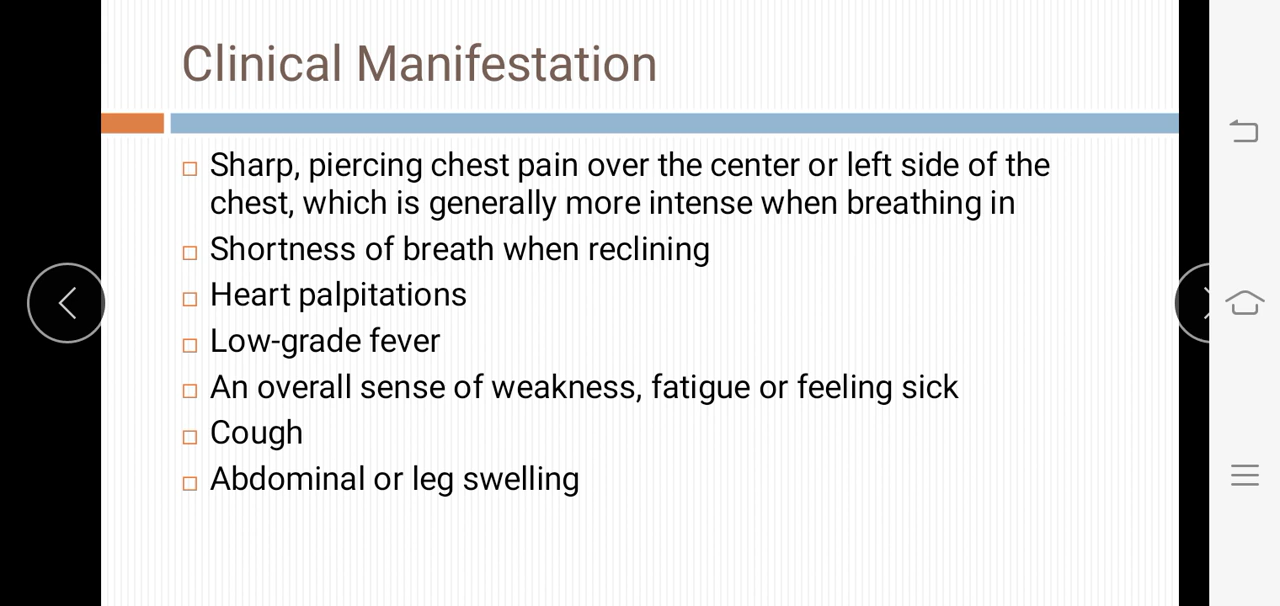 Clinical Manifestation
Sharp, piercing chest pain over the center or left side of the
chest, which is generally more intense when breathing in
Shortness of breath when reclining
Heart palpitations
Low-grade fever
An overall sense of weakness, fatigue or feeling sick
Cough
Abdominal or leg swelling